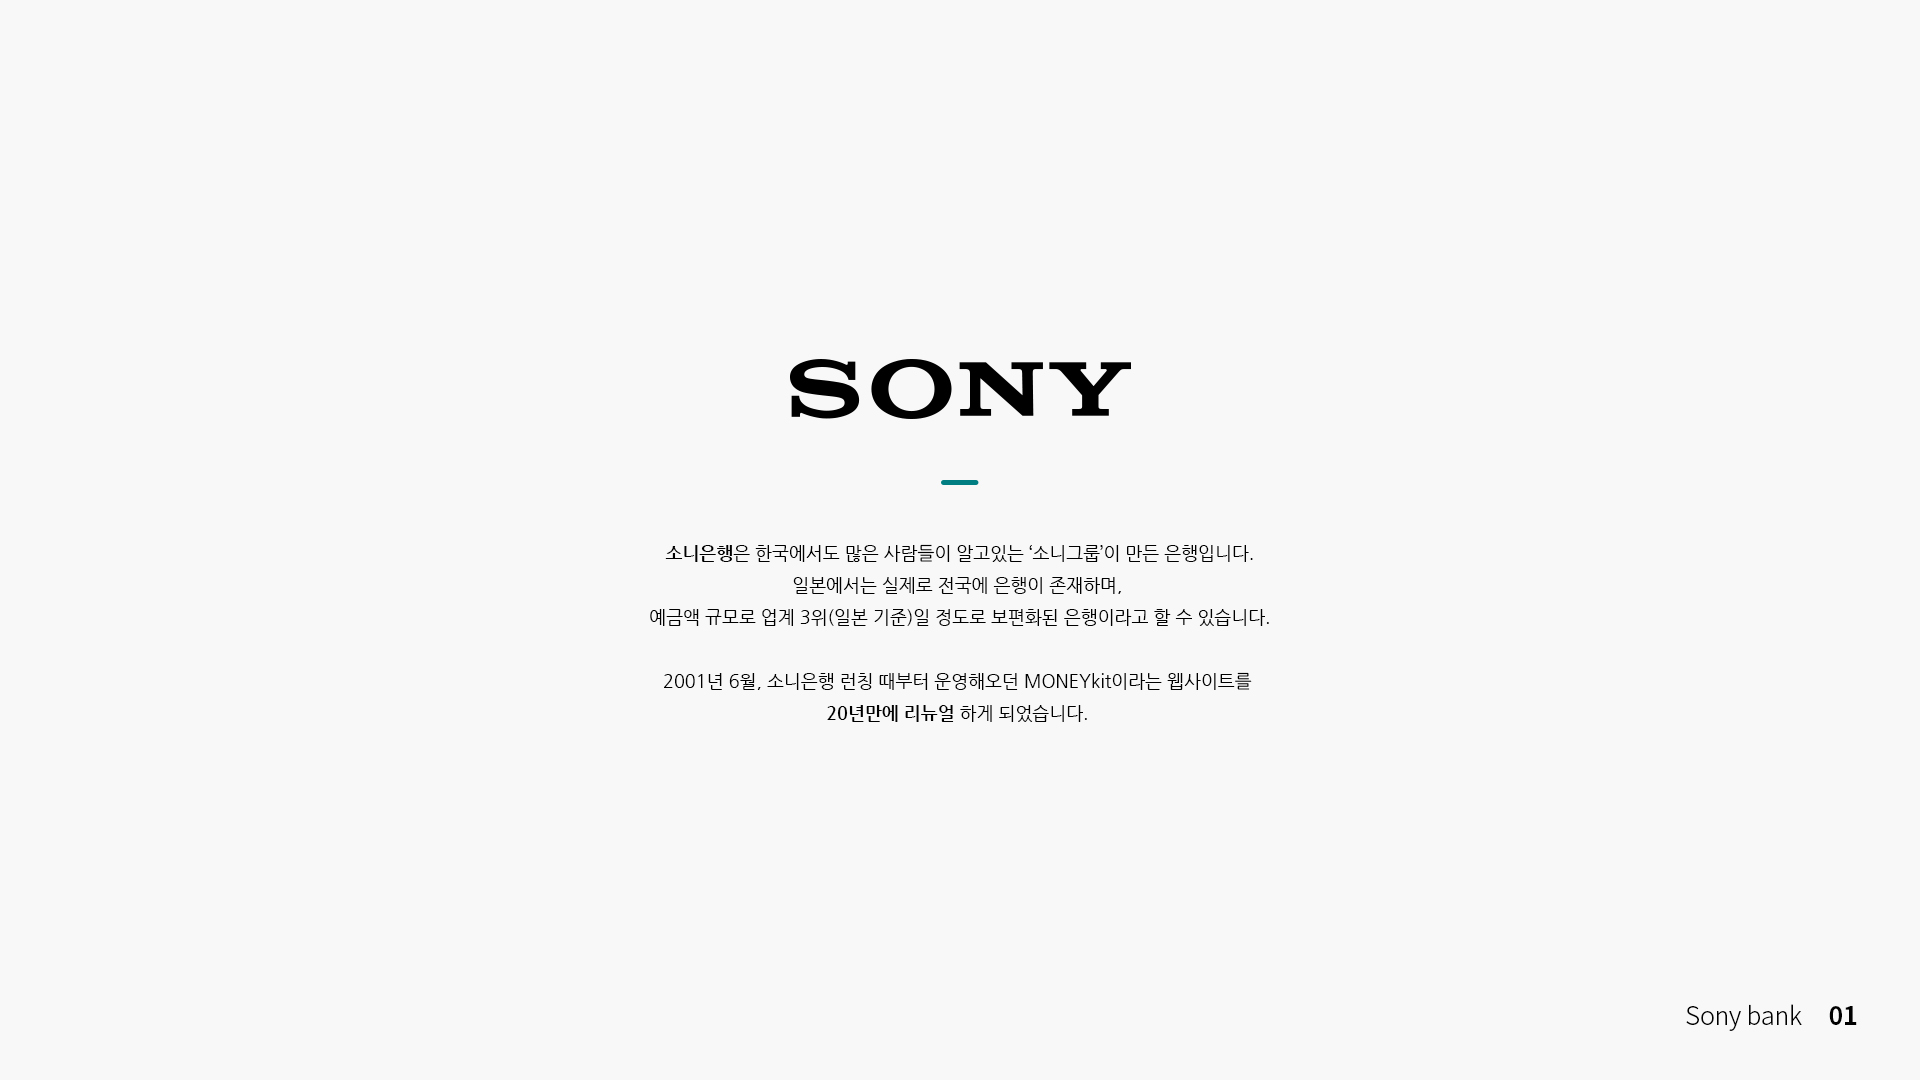 SONY
소니은행은 한국에서도 많은 사람들이 알고있는 ‘소니그룹’이 만든 은행입니다.
일본에서는 실제로 전국에 은행이 존재하며,
예금액 규모로 업계 3위(일본 기준)일 정도로 보편화된 은행이라고 할 수 있습니다.
2001년 6월, 소니은행 런칭 때부터 운영해오던 MONEYkit이라는 웹사이트를
20년만에 리뉴얼 하게 되었습니다.
Sony bank 01